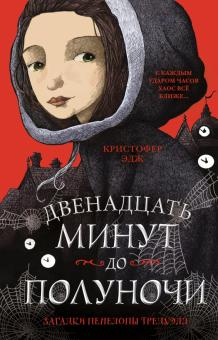 С КАЖДЫМ
УДАРОМ ЧАСОВ
ХАОС ВСЁ
БЛИЖЕ...
КРИСТОФЕР
ЭДЖ
ДВЕНАДЦАТЬ
МИНУТ
ДО
ПОЛУНОЧИ
ЗАГАДКИ ПЕНЕЛОПЫ ТРЕДУЭЛЛ